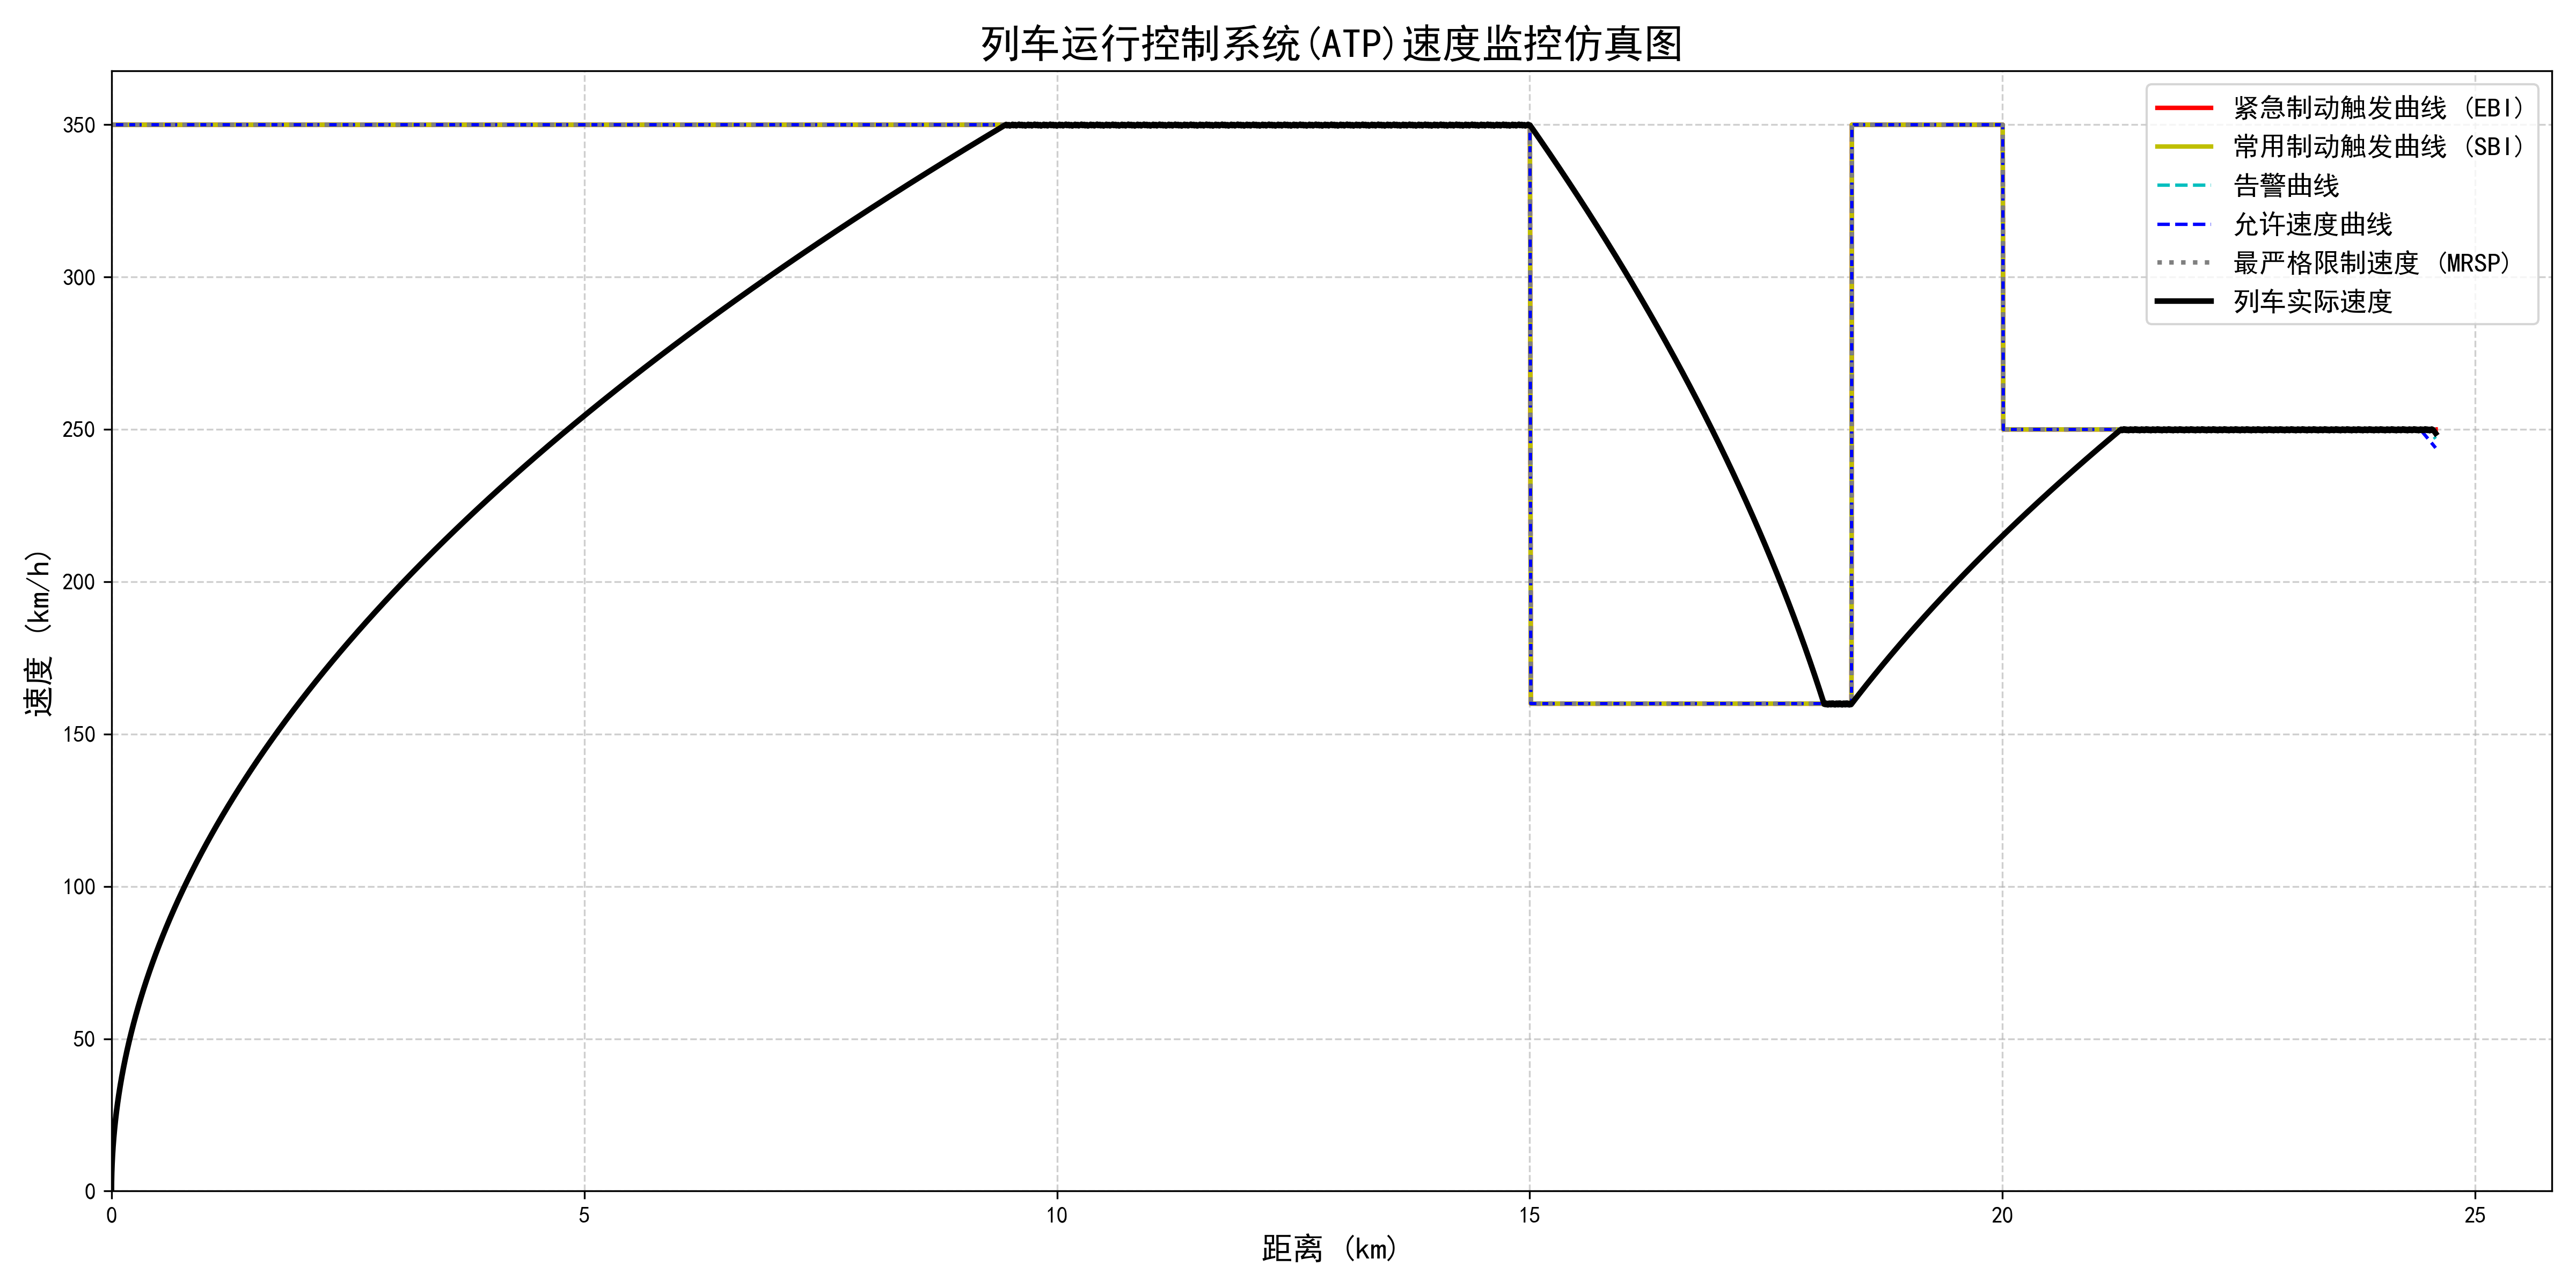 列车运行控制系统(ATP)速度监控仿真图
350
300
250
200
150
100
50
0
速度 (km/h)
紧急制动触发曲线 (EBI)
常用制动触发曲线 (SBI)
告警曲线
允许速度曲线
最严格限制速度 (MRSP)
列车实际速度
0 5 10 15 20 25
距离 (km)